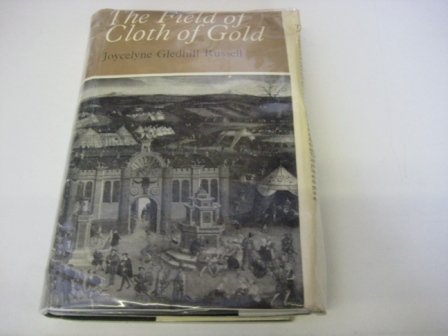 The Field of
Cloth of Gold
Joycelyne Gledhill Russell